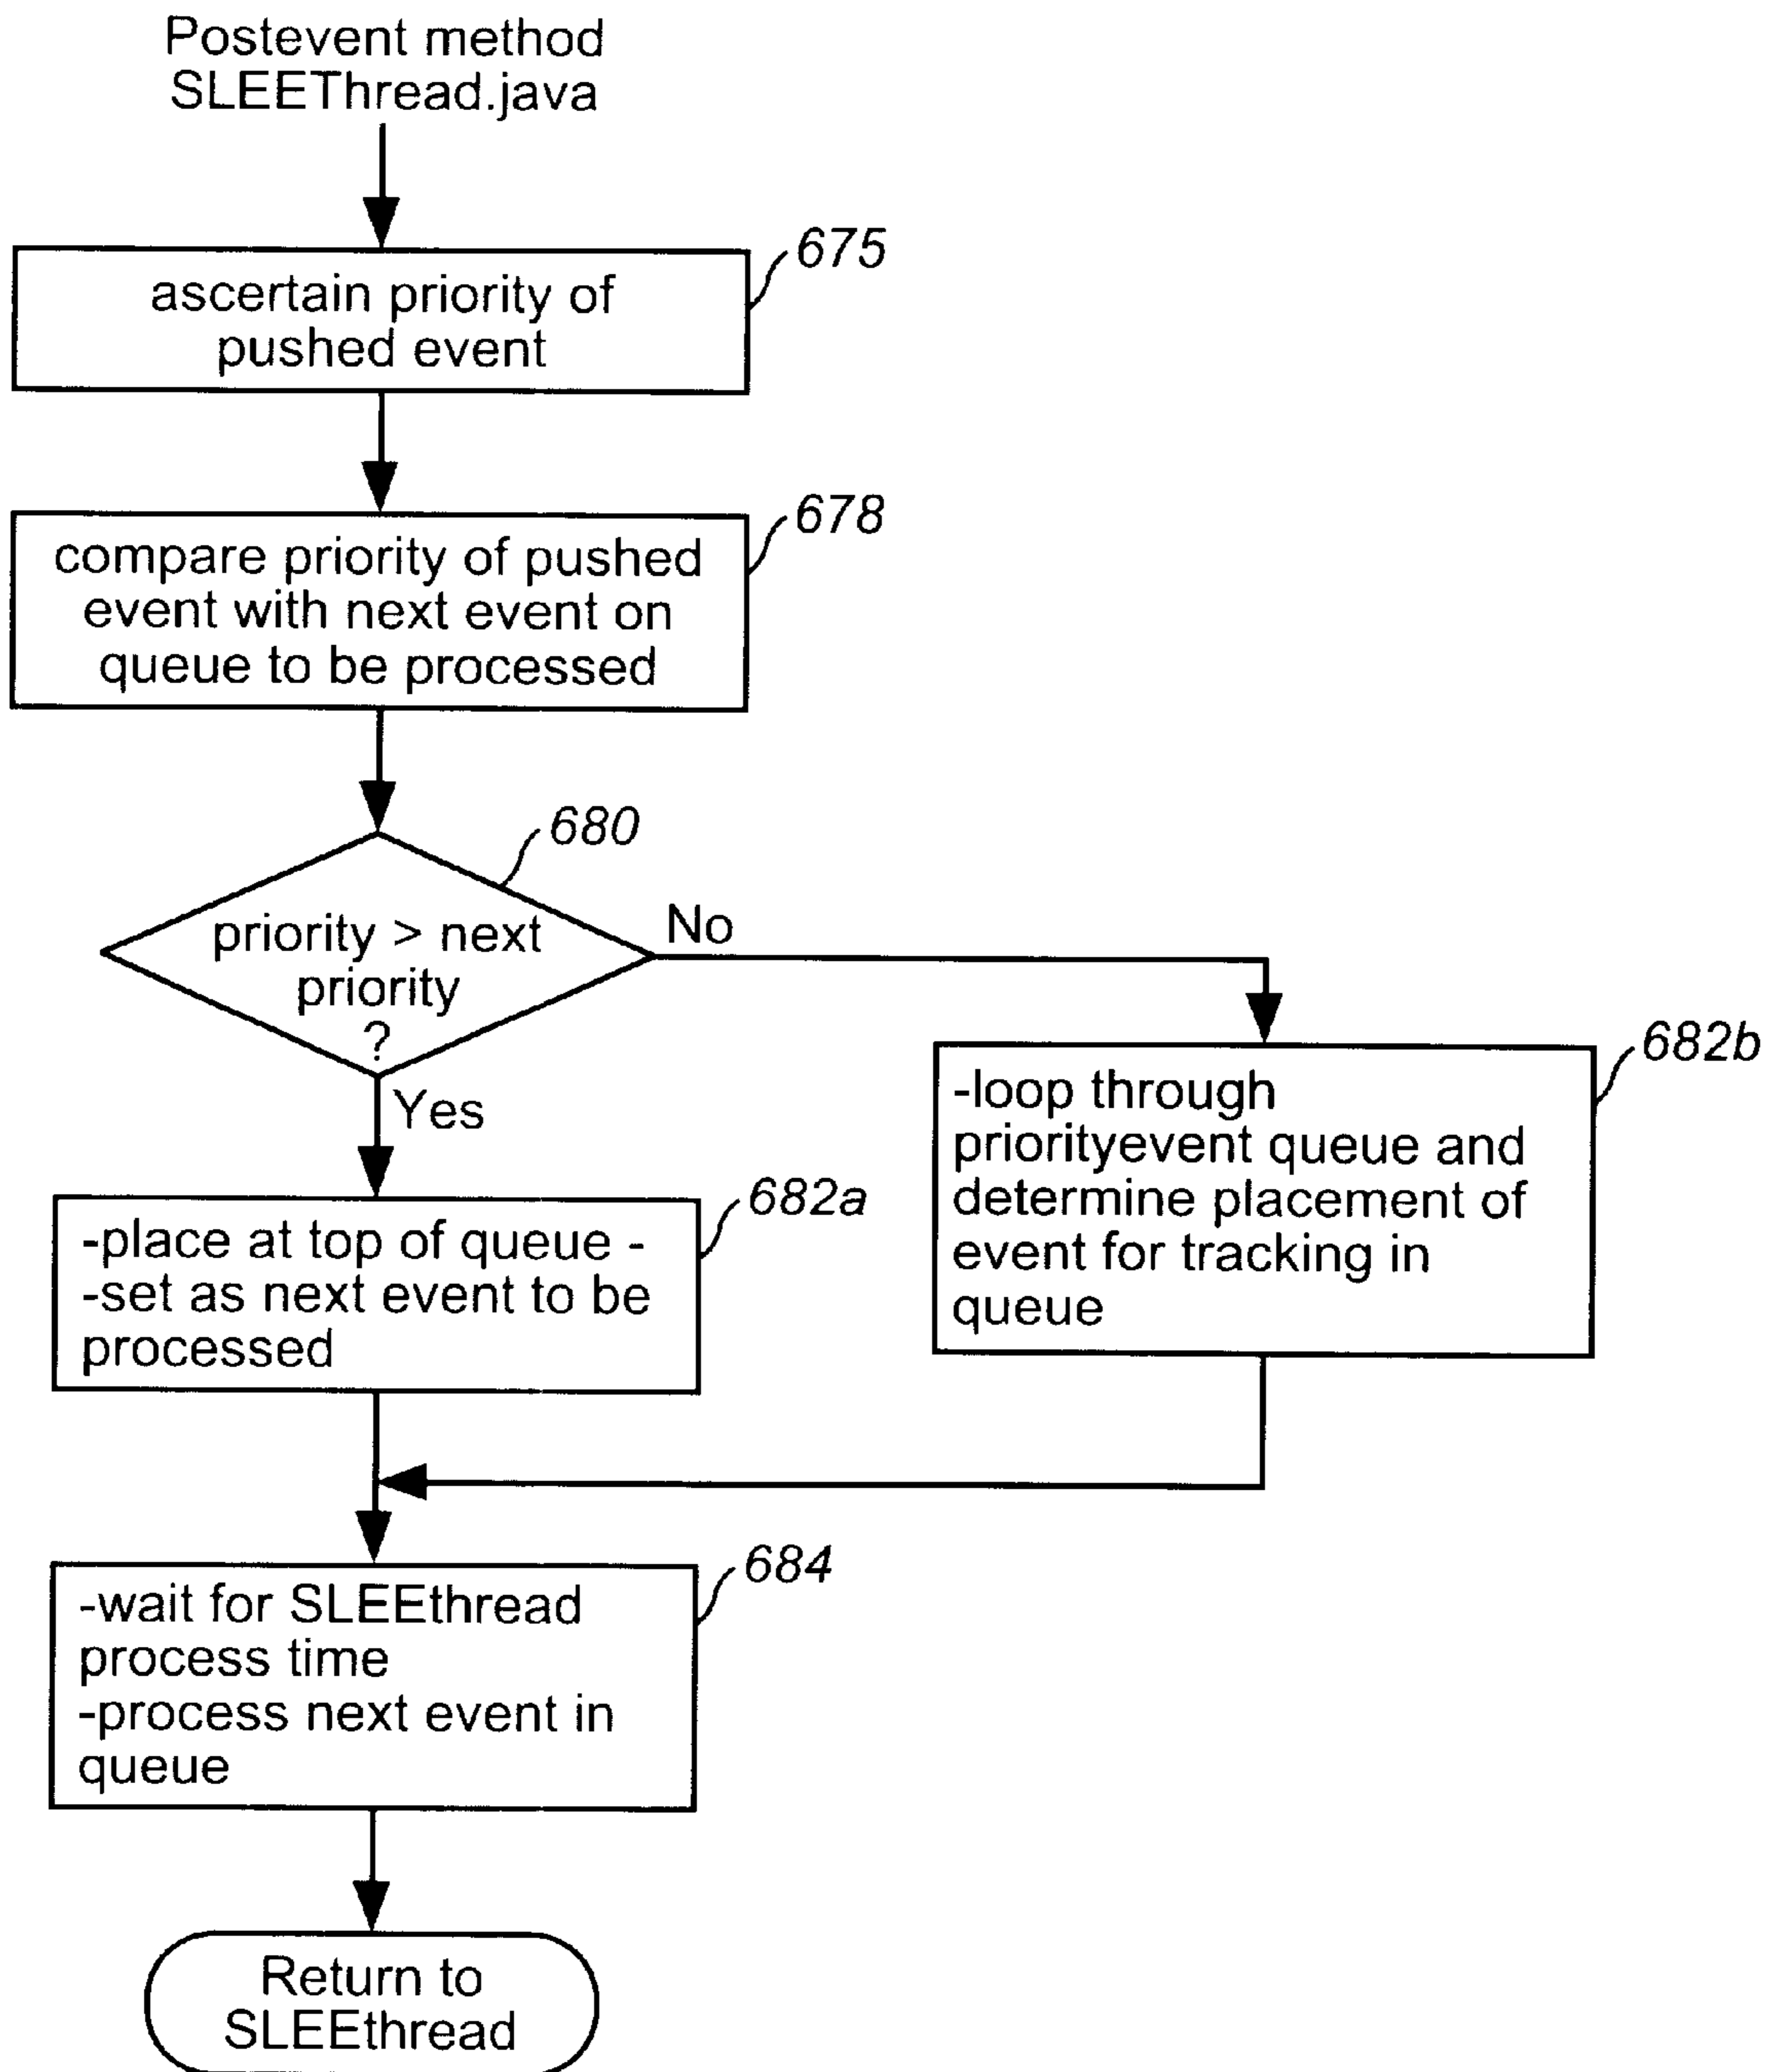 Postevent method
SLEEThread.java
675
ascertain priority of
pushed event
678
compare priority of pushed
event with next event on
queue to be processed
680
priority > next
priority
?
No
Yes
682b
-loop through
priorityevent queue and
determine placement of
event for tracking in
queue
682a
-place at top of queue -
-set as next event to be
processed
684
-wait for SLEEthread
process time
-process next event in
queue
Return to
SLEEthread